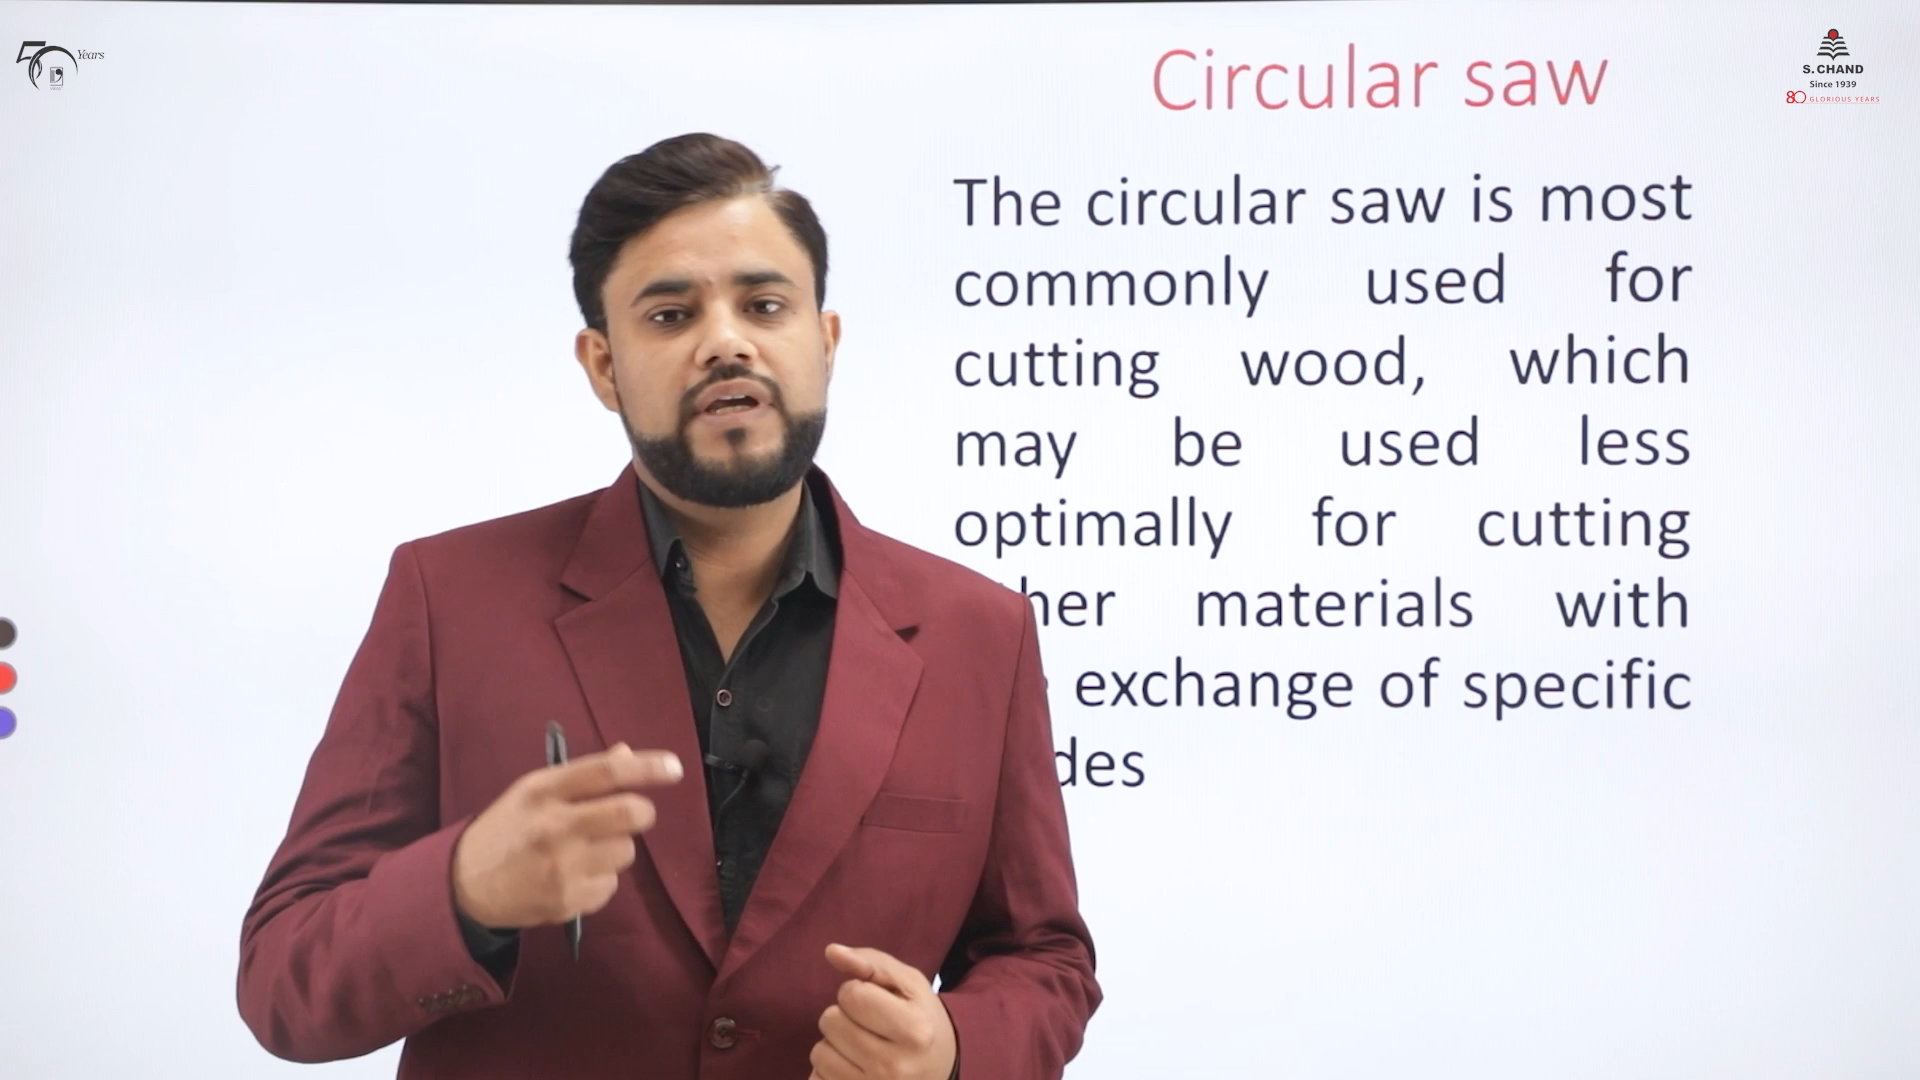 50 Years
S. CHAND
Since 1939
80 GLORIOUS YEARS
Circular saw
The circular saw is most
commonly used for
cutting wood, which
may be used less
optimally for cutting
materials with
exchange of specific